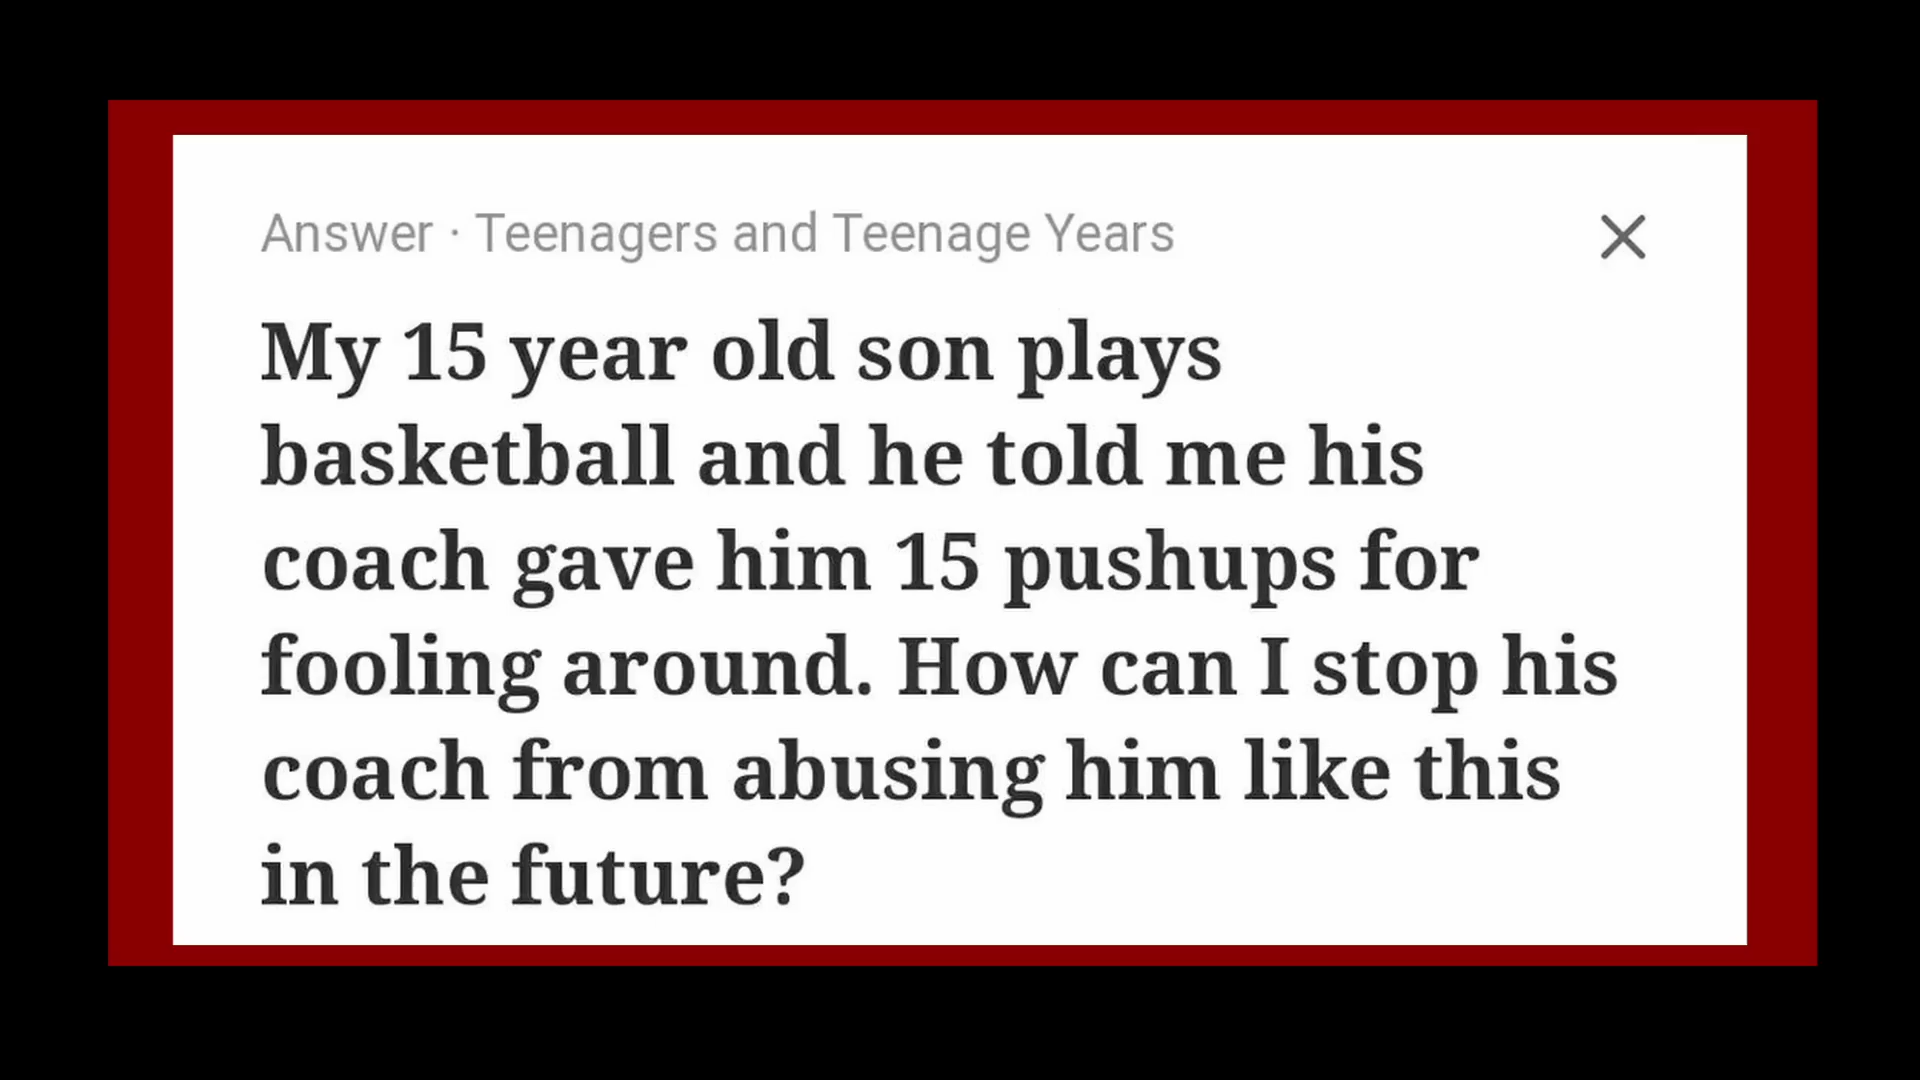 Answer · Teenagers and Teenage Years
My 15 year old son plays
basketball and he told me his
coach gave him 15 pushups for
fooling around. How can I stop his
coach from abusing him like this
in the future?